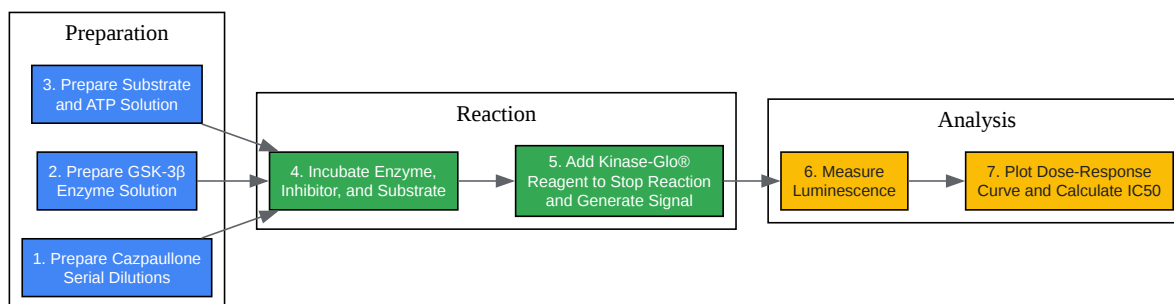 Preparation
3. Prepare Substrate
and ATP Solution
2. Prepare GSK-3β
Enzyme Solution
1. Prepare Cazpaullone
Serial Dilutions
Reaction
4. Incubate Enzyme,
Inhibitor, and Substrate
5. Add Kinase-Glo®
Reagent to Stop Reaction
and Generate Signal
Analysis
6. Measure
Luminescence
7. Plot Dose-Response
Curve and Calculate IC50